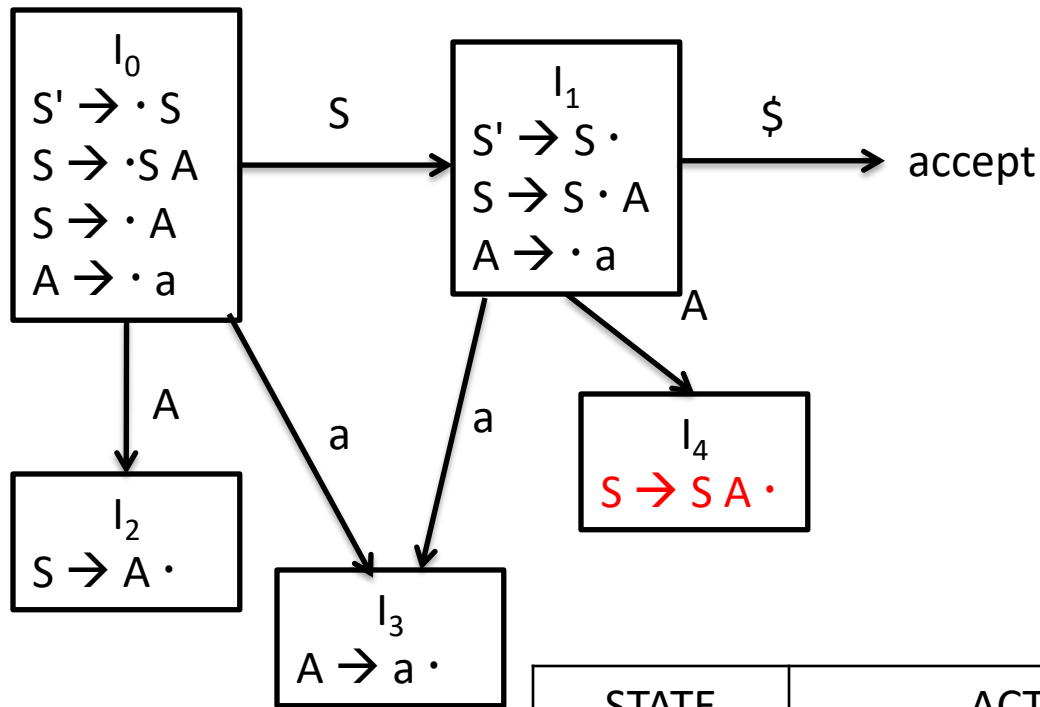 I₀
S' → · S
S → ·S A
S → · A
A → · a
S
I₁
S' → S ·
S → S · A
A → · a
$
accept
A
a
a
A
I₂
S → A ·
I₃
A → a ·
I₄
S → S A ·
STATE